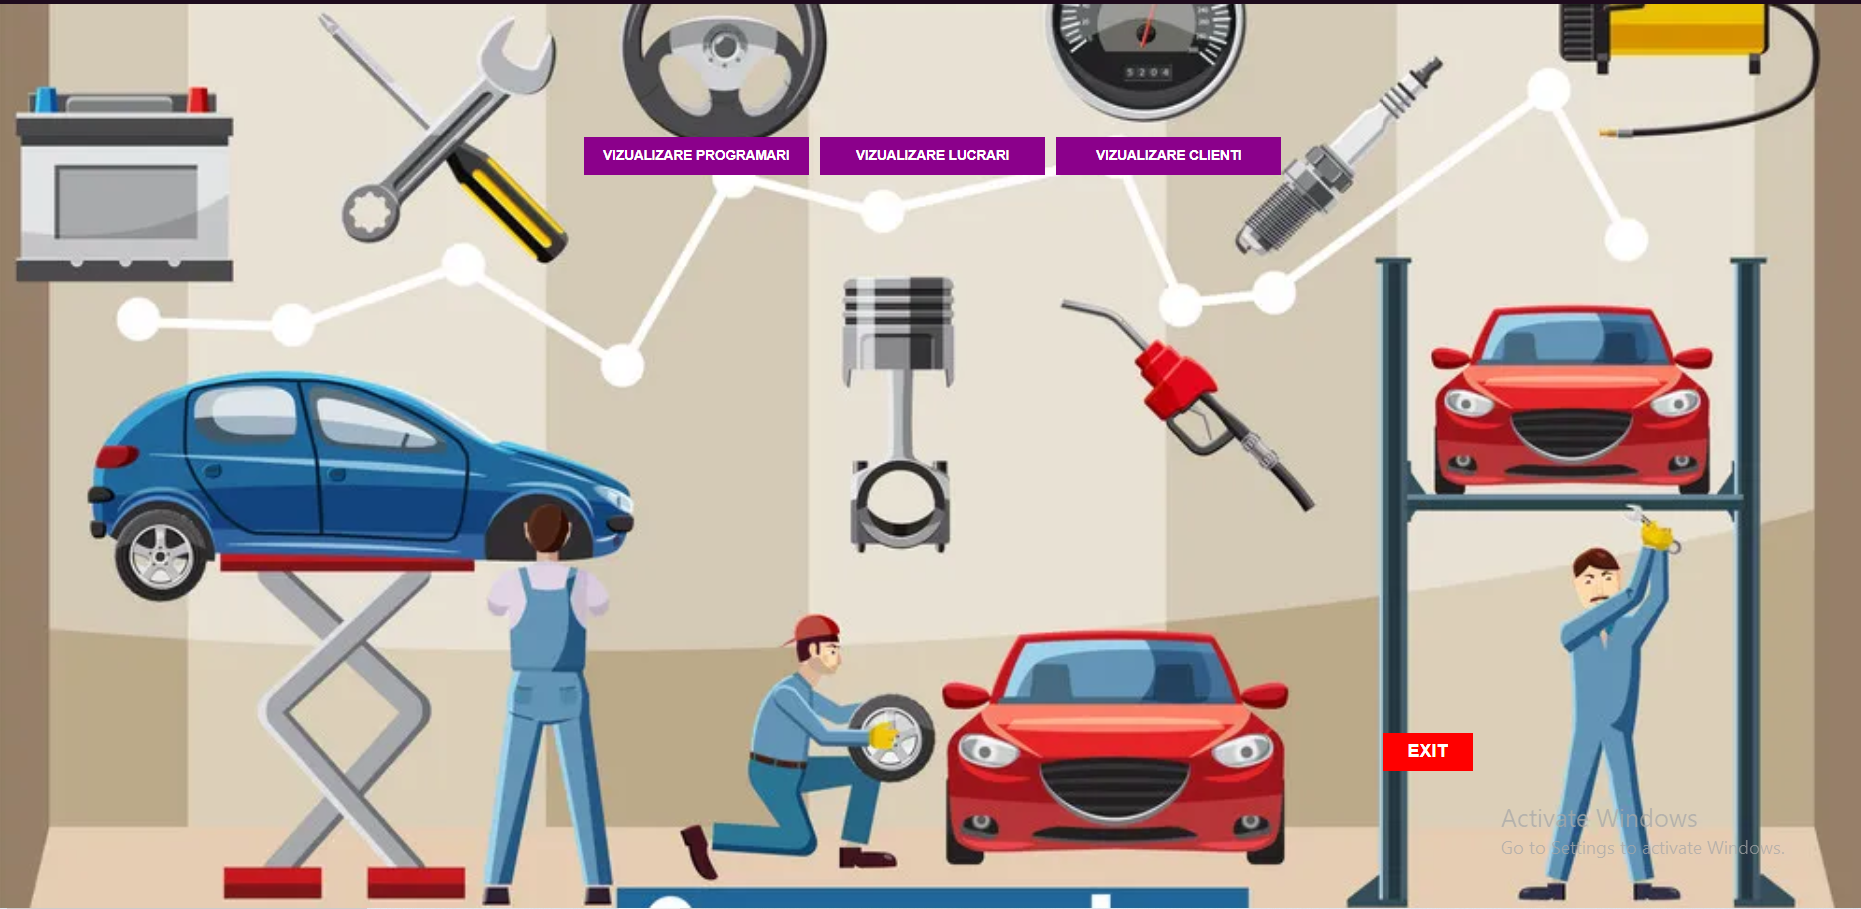 5204
VIZUALIZARE PROGRAMARI
VIZUALIZARE LUCRARI
VIZUALIZARE CLIENTI
EXIT
Activate Windows
Go to Settings to activate Windows.